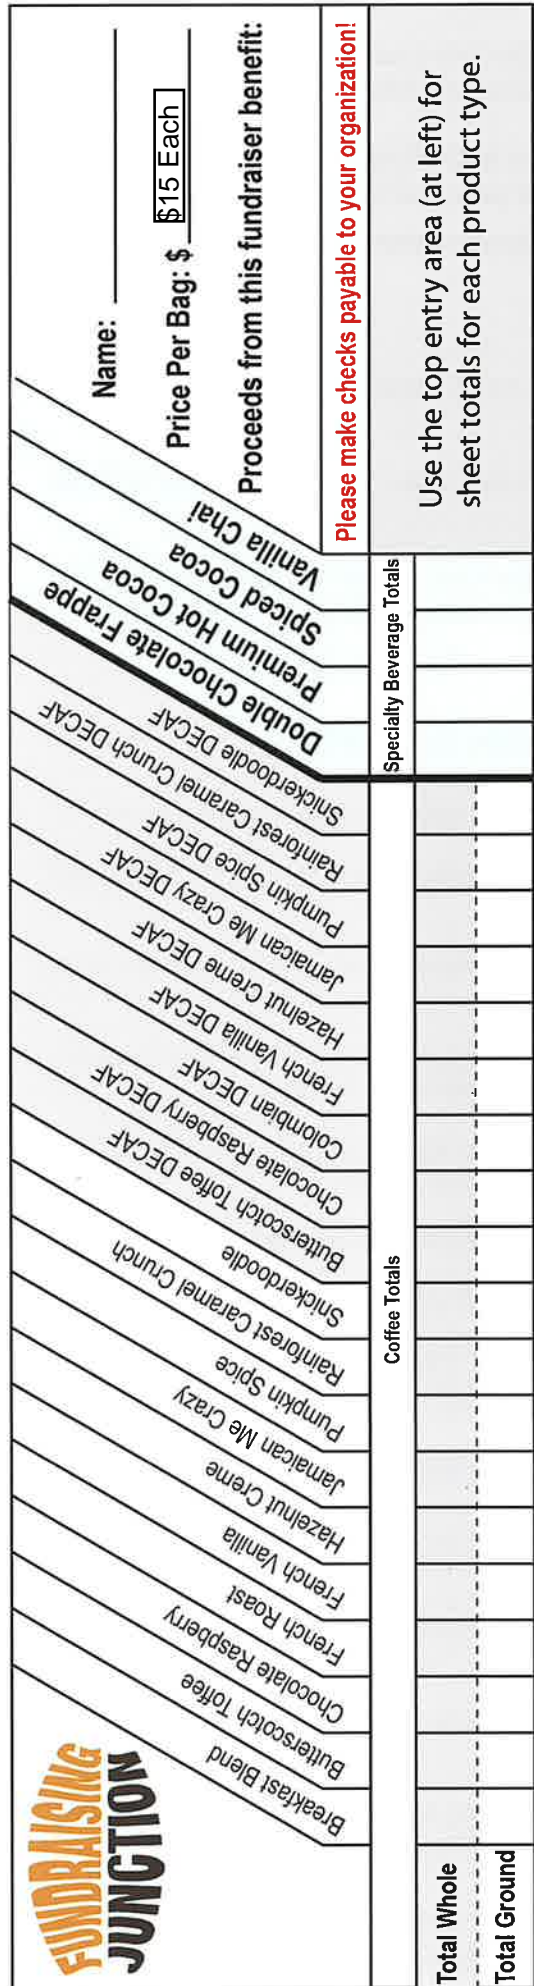 FUNDRAISING
JUNCTION
Breakfast Blend
Butterscotch Toffee
Chocolate Raspberry
French Roast
French Vanilla
Hazelnut Creme
Jamaican Me Crazy
Pumpkin Spice
Rainforest Caramel Crunch
Snickerdoodle
Butterscotch Toffee DECAF
Chocolate Raspberry DECAF
Colombian DECAF
French Vanilla DECAF
Hazelnut Creme DECAF
Jamaican Me Crazy DECAF
Pumpkin Spice DECAF
Rainforest Caramel Crunch DECAF
Snickerdoodle DECAF
Double Chocolate Frappe
Premium Hot Cocoa
Spiced Cocoa
Vanilla Chai
Name:
Price Per Bag: $ $15 Each
Proceeds from this fundraiser benefit:
Please make checks payable to your organization!
Coffee Totals
Specialty Beverage Totals
Total Whole
Total Ground
Use the top entry area (at left) for
sheet totals for each product type.